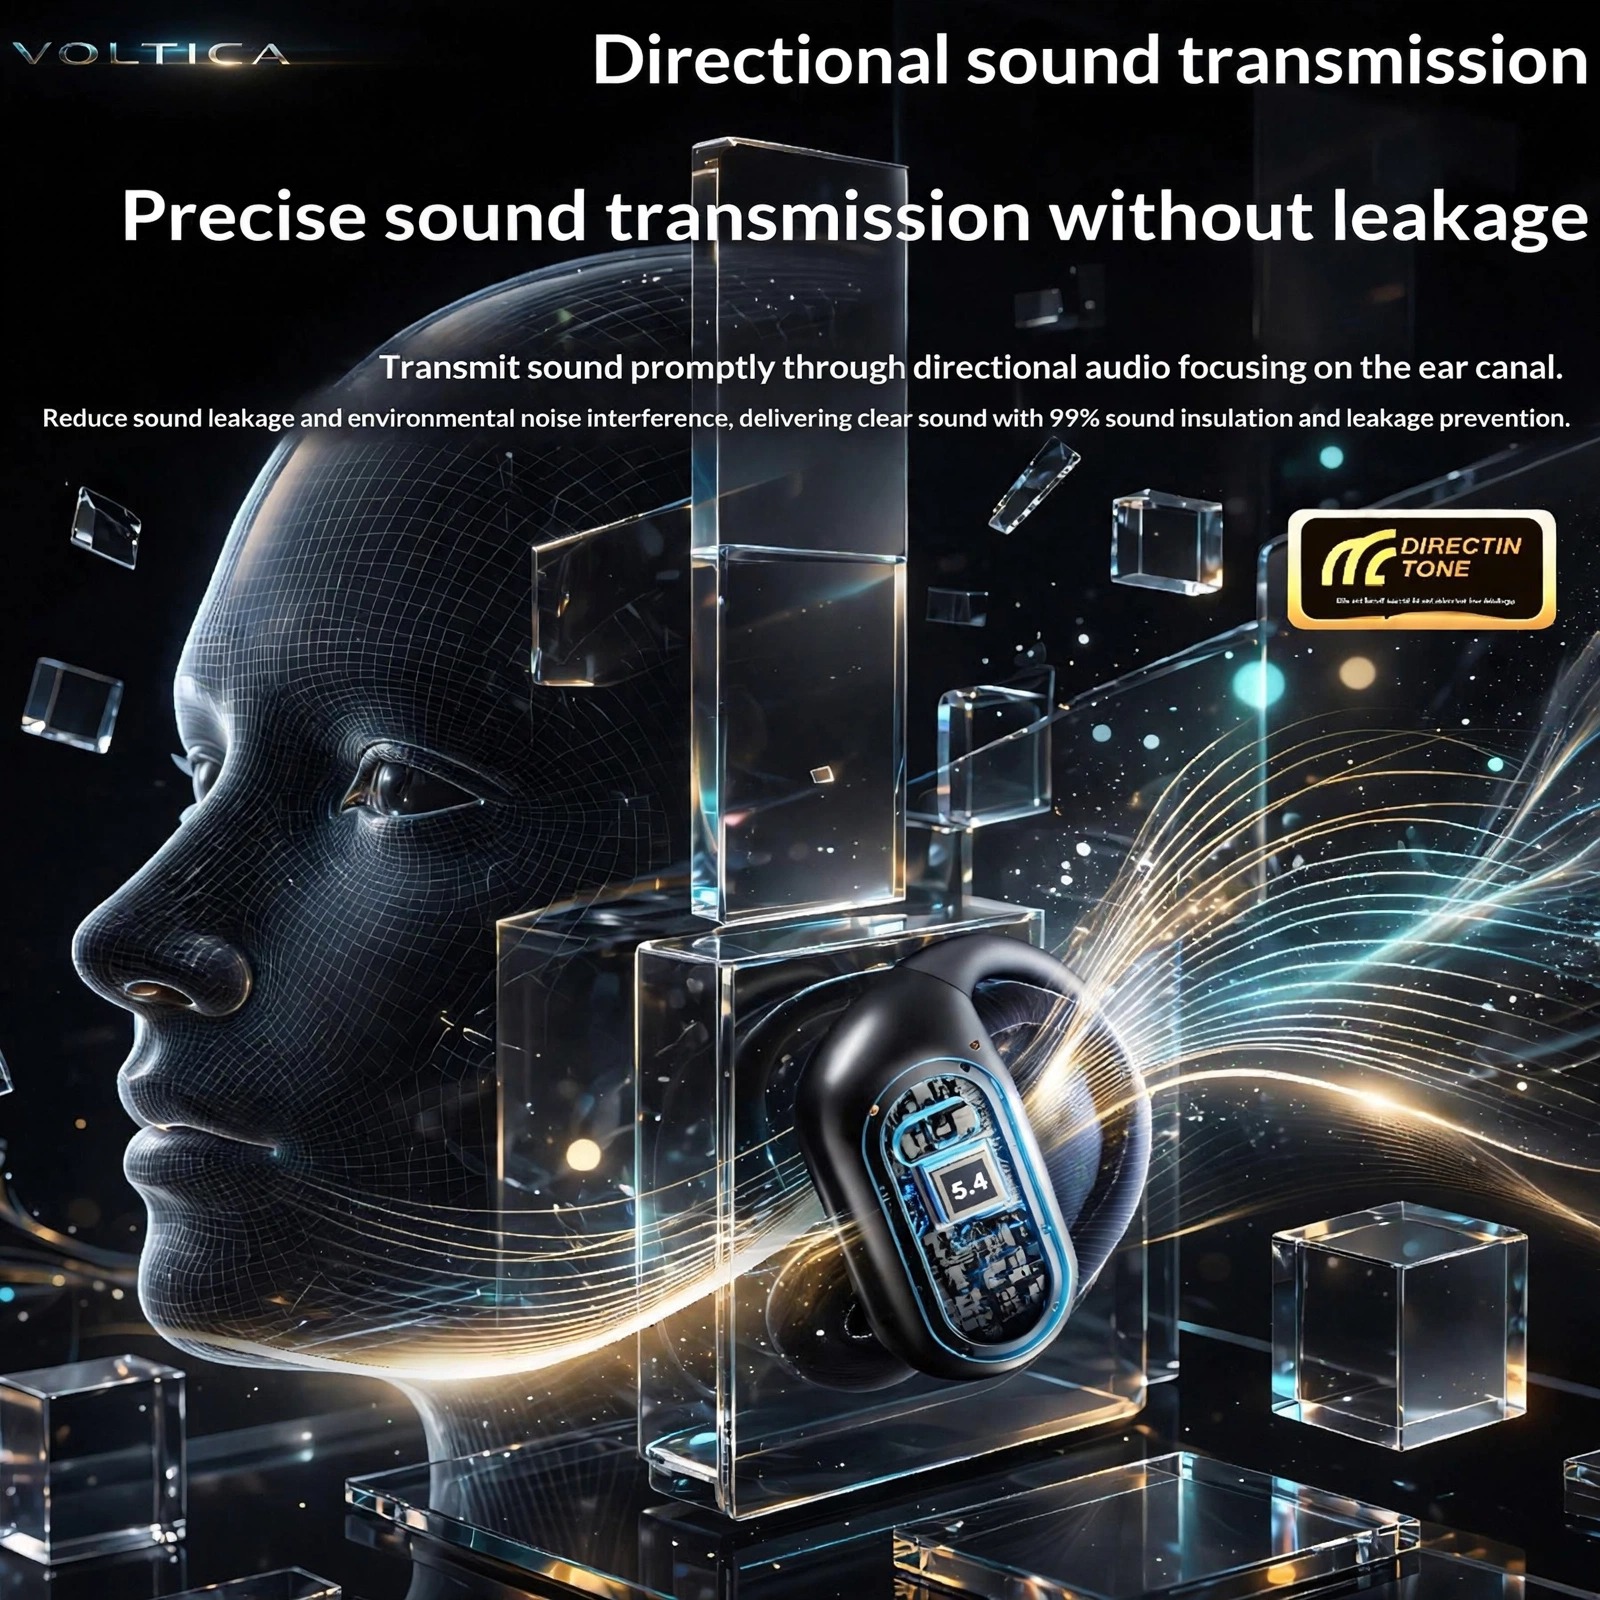 VOLTICA
Directional sound transmission
Precise sound transmission without leakage
Transmit sound promptly through directional audio focusing on the ear canal.
Reduce sound leakage and environmental noise interference, delivering clear sound with 99% sound insulation and leakage prevention.
DIRECTIN
TONE
5.4